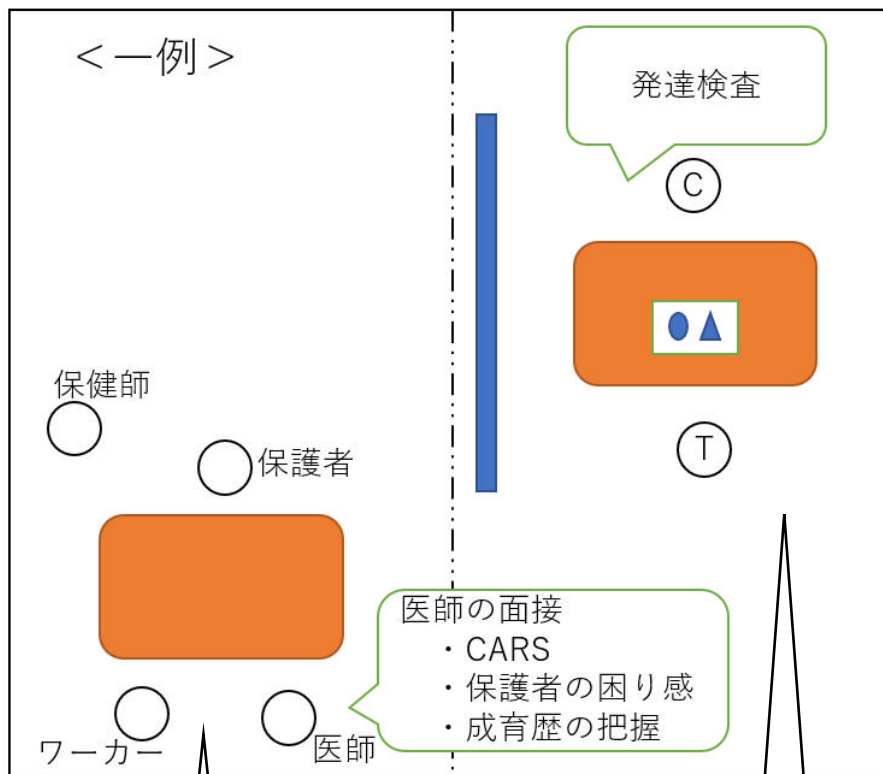 ＜一例＞
発達検査
C
T
保健師
保護者
医師の面接
・CARS
・保護者の困り感
・成育歴の把握
ワーカー
医師